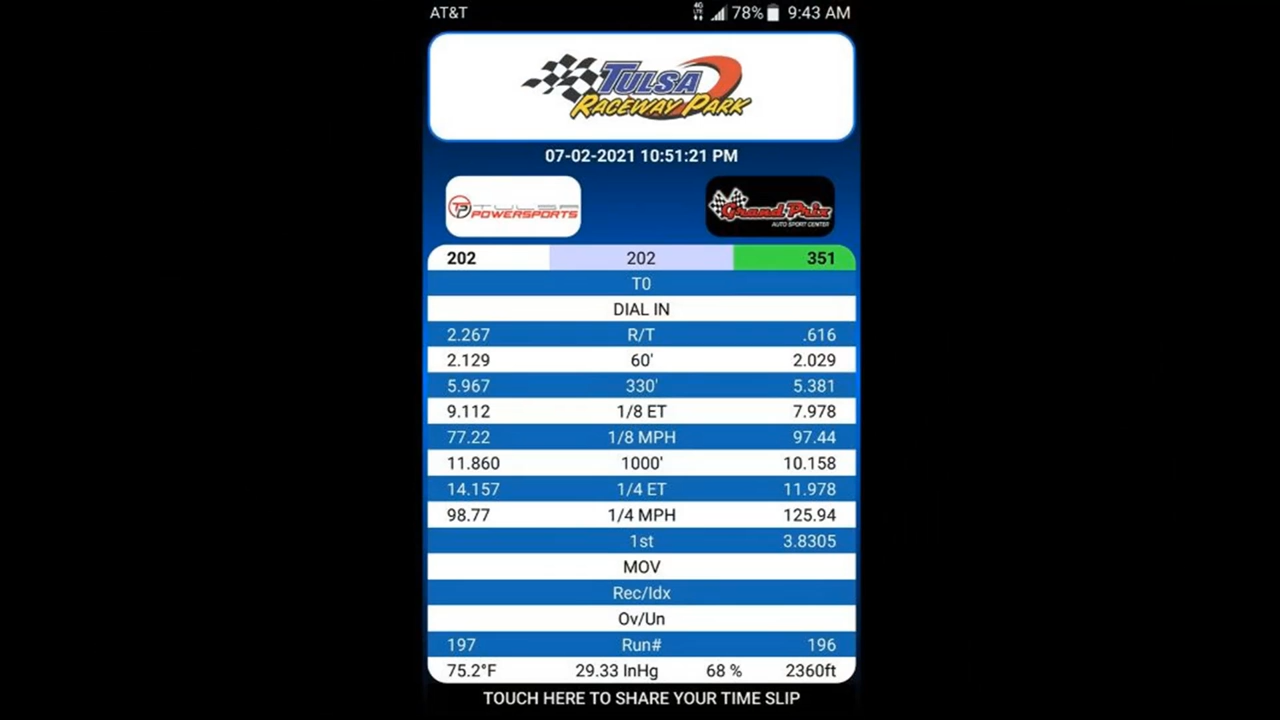 AT&T 4G LTE 78% 9:43 AM
TULSA
RACEWAY PARK
07-02-2021 10:51:21 PM
TP TULSA POWERSPORTS
Grand Prix
AUTO SPORT CENTER
202 202 351
T0
DIAL IN
2.267 R/T .616
2.129 60' 2.029
5.967 330' 5.381
9.112 1/8 ET 7.978
77.22 1/8 MPH 97.44
11.860 1000' 10.158
14.157 1/4 ET 11.978
98.77 1/4 MPH 125.94
1st 3.8305
MOV
Rec/Idx
Ov/Un
197 Run# 196
75.2°F 29.33 InHg 68 % 2360ft
TOUCH HERE TO SHARE YOUR TIME SLIP